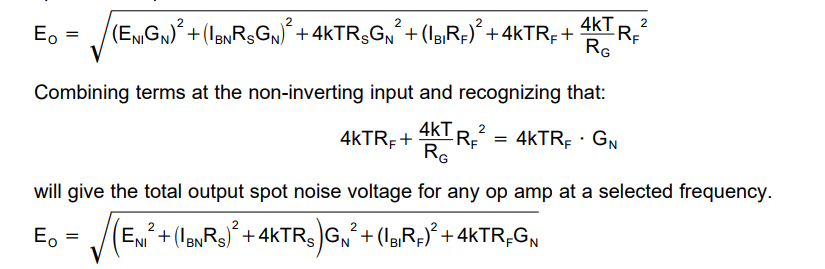 E_O = √((E_NI G_N)² + (I_BN R_S G_N)² + 4kTR_S G_N² + (I_BI R_F)² + 4kTR_F + (4kT/R_G) R_F²)
Combining terms at the non-inverting input and recognizing that:
4kTR_F + (4kT/R_G) R_F² = 4kTR_F · G_N
will give the total output spot noise voltage for any op amp at a selected frequency.
E_O = √((E_NI² + (I_BN R_S)² + 4kTR_S) G_N² + (I_BI R_F)² + 4kTR_F G_N)